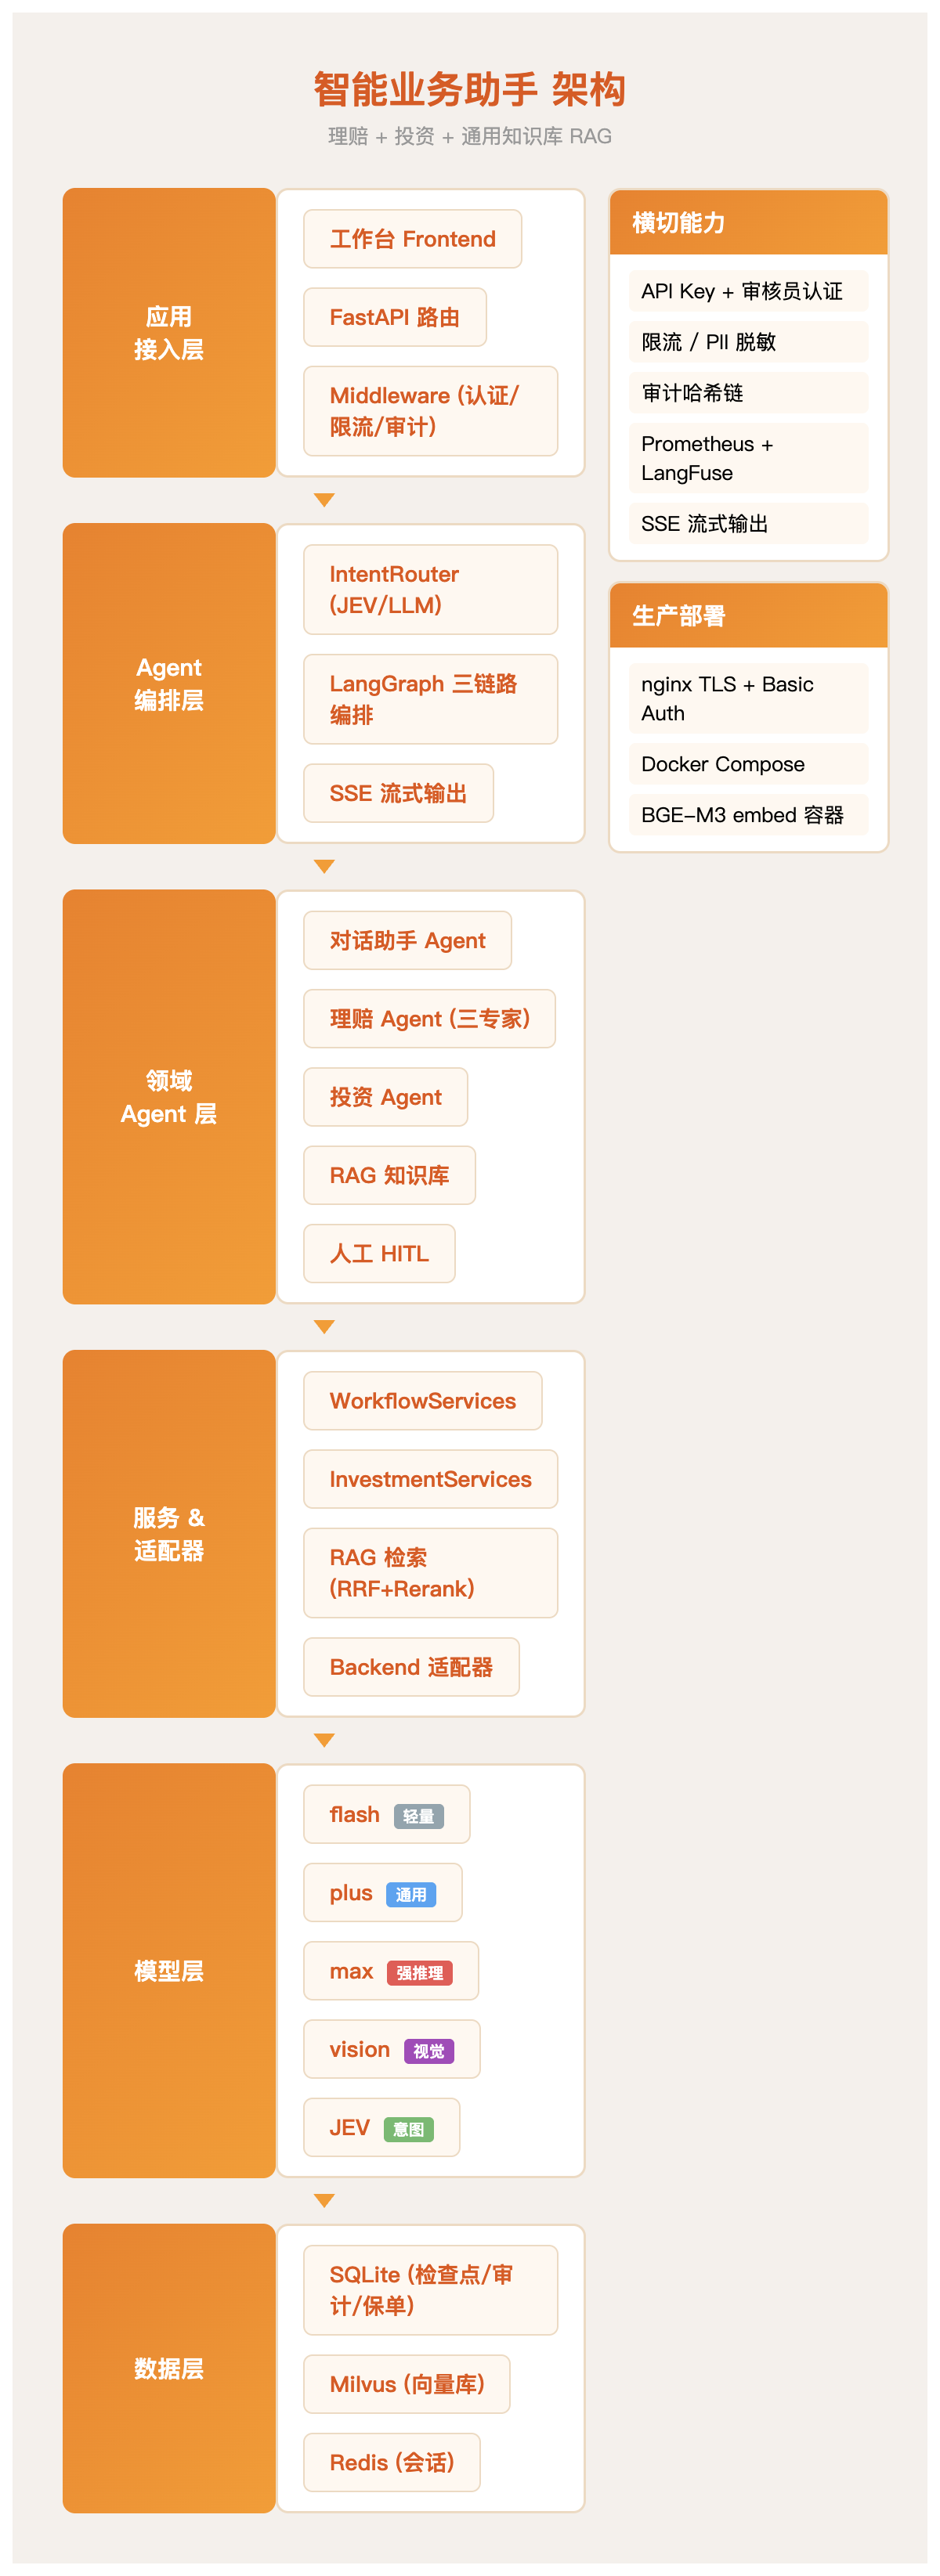 智能业务助手 架构
理赔 + 投资 + 通用知识库 RAG
应用
接入层
工作台 Frontend
FastAPI 路由
Middleware (认证/
限流/审计)
Agent
编排层
IntentRouter
(JEV/LLM)
LangGraph 三链路
编排
SSE 流式输出
领域
Agent 层
对话助手 Agent
理赔 Agent (三专家)
投资 Agent
RAG 知识库
人工 HITL
服务 &
适配器
WorkflowServices
InvestmentServices
RAG 检索
(RRF+Rerank)
Backend 适配器
模型层
flash 轻量
plus 通用
max 强推理
vision 视觉
JEV 意图
数据层
SQLite (检查点/审
计/保单)
Milvus (向量库)
Redis (会话)
横切能力
API Key + 审核员认证
限流 / PII 脱敏
审计哈希链
Prometheus +
LangFuse
SSE 流式输出
生产部署
nginx TLS + Basic
Auth
Docker Compose
BGE-M3 embed 容器